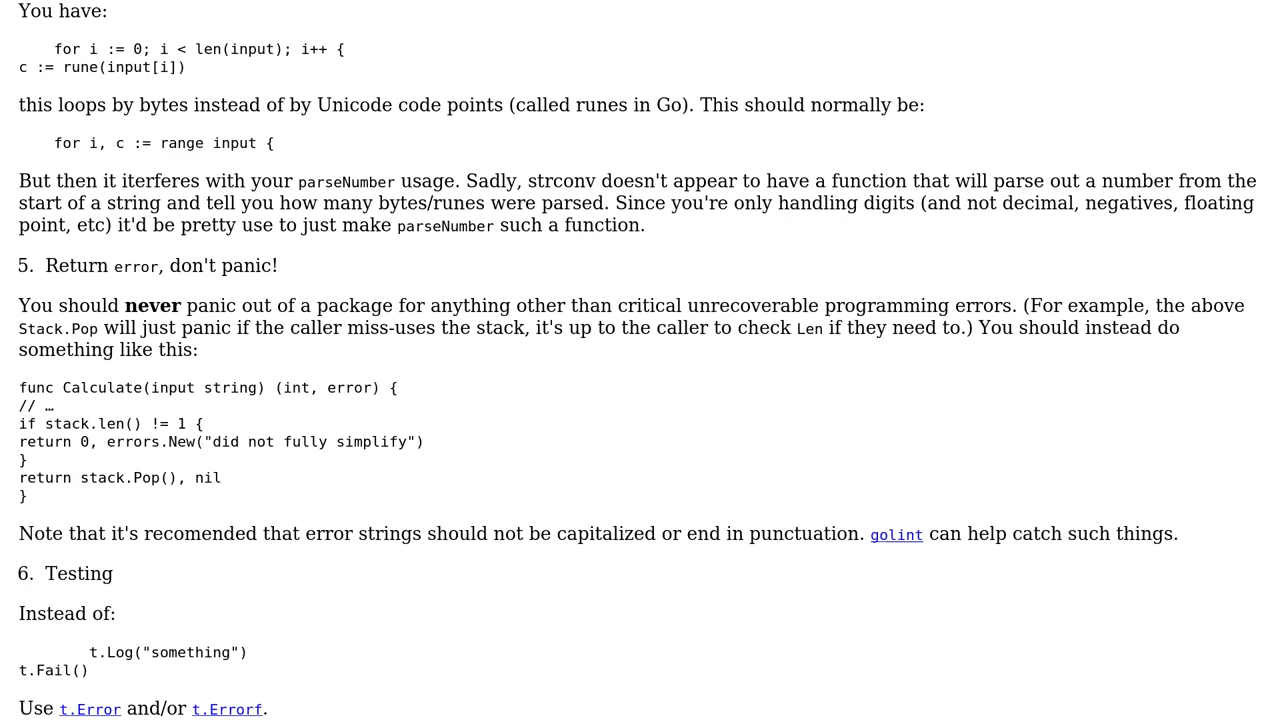 You have:
for i := 0; i < len(input); i++ {
c := rune(input[i])
this loops by bytes instead of by Unicode code points (called runes in Go). This should normally be:
for i, c := range input {
But then it iterferes with your parseNumber usage. Sadly, strconv doesn't appear to have a function that will parse out a number from the
start of a string and tell you how many bytes/runes were parsed. Since you're only handling digits (and not decimal, negatives, floating
point, etc) it'd be pretty use to just make parseNumber such a function.
5. Return error, don't panic!
You should never panic out of a package for anything other than critical unrecoverable programming errors. (For example, the above
Stack.Pop will just panic if the caller miss-uses the stack, it's up to the caller to check Len if they need to.) You should instead do
something like this:
func Calculate(input string) (int, error) {
// …
if stack.len() != 1 {
return 0, errors.New("did not fully simplify")
}
return stack.Pop(), nil
}
Note that it's recomended that error strings should not be capitalized or end in punctuation. golint can help catch such things.
6. Testing
Instead of:
t.Log("something")
t.Fail()
Use t.Error and/or t.Errorf.